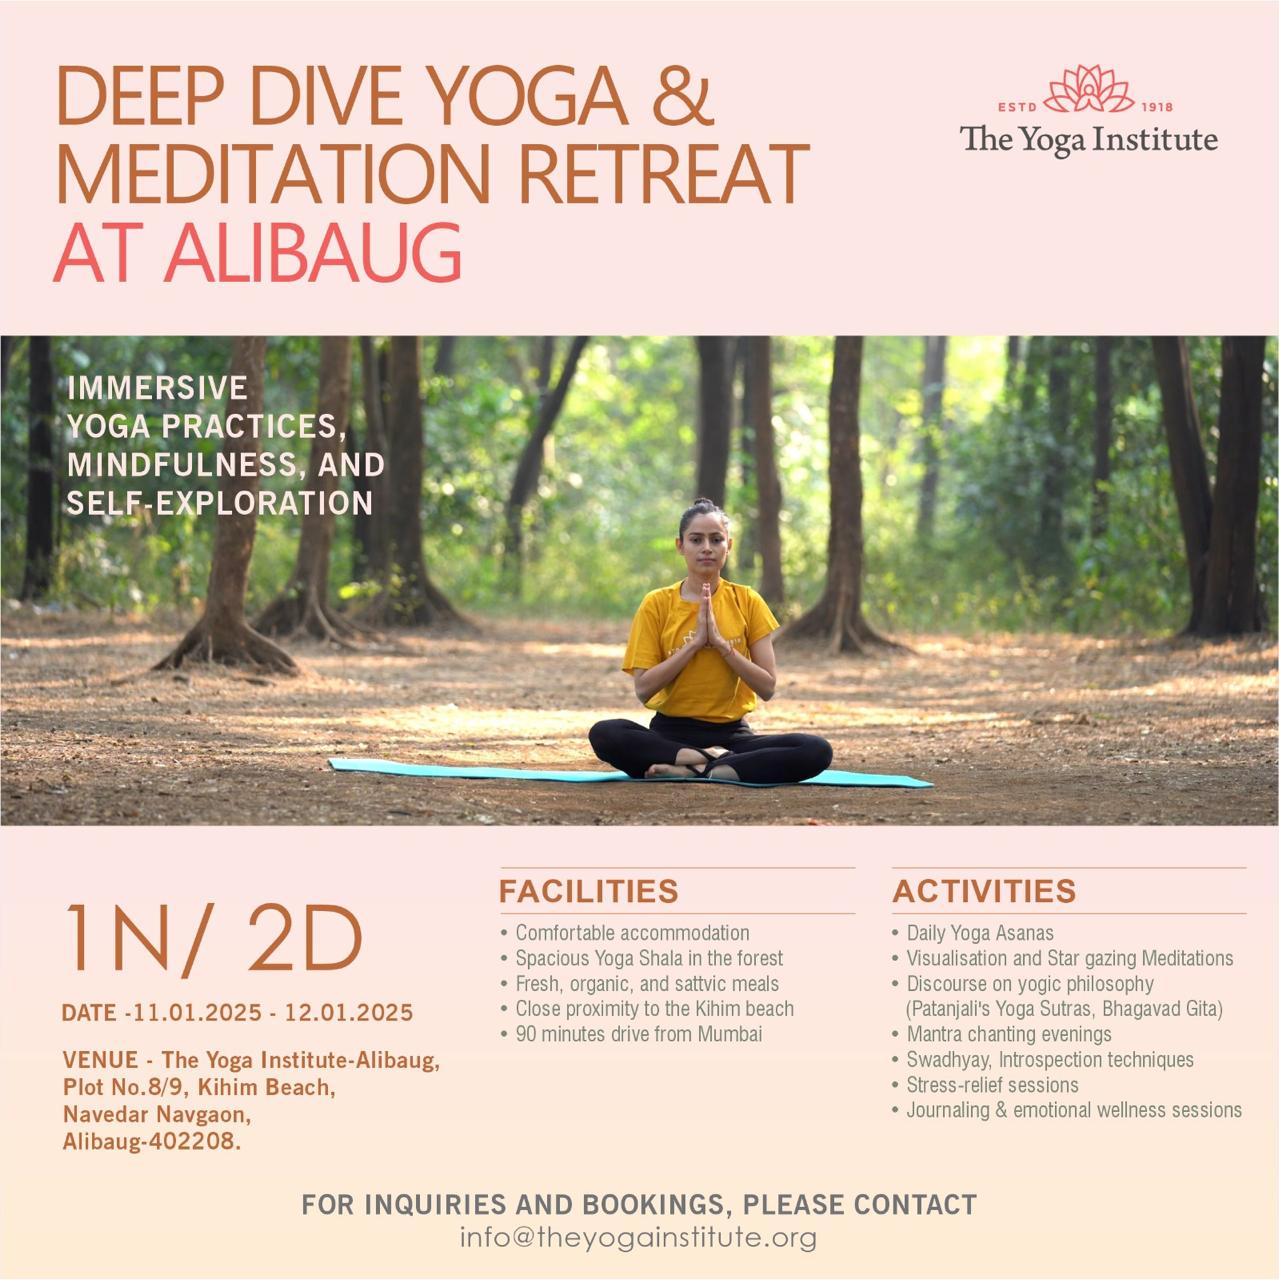 DEEP DIVE YOGA &
MEDITATION RETREAT
AT ALIBAUG
ESTD 1918
The Yoga Institute
IMMERSIVE
YOGA PRACTICES,
MINDFULNESS, AND
SELF-EXPLORATION
1N/ 2D
DATE -11.01.2025 - 12.01.2025
VENUE - The Yoga Institute-Alibaug,
Plot No.8/9, Kihim Beach,
Navedar Navgaon,
Alibaug-402208.
FACILITIES
• Comfortable accommodation
• Spacious Yoga Shala in the forest
• Fresh, organic, and sattvic meals
• Close proximity to the Kihim beach
• 90 minutes drive from Mumbai
ACTIVITIES
• Daily Yoga Asanas
• Visualisation and Star gazing Meditations
• Discourse on yogic philosophy
(Patanjali's Yoga Sutras, Bhagavad Gita)
• Mantra chanting evenings
• Swadhyay, Introspection techniques
• Stress-relief sessions
• Journaling & emotional wellness sessions
FOR INQUIRIES AND BOOKINGS, PLEASE CONTACT
info@theyogainstitute.org